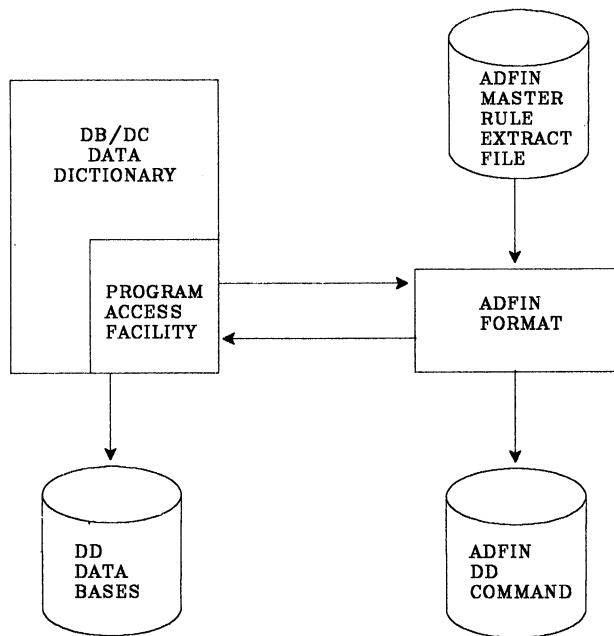 ADFIN
MASTER
RULE
EXTRACT
FILE
DB/DC
DATA
DICTIONARY
PROGRAM
ACCESS
FACILITY
ADFIN
FORMAT
DD
DATA
BASES
ADFIN
DD
COMMAND